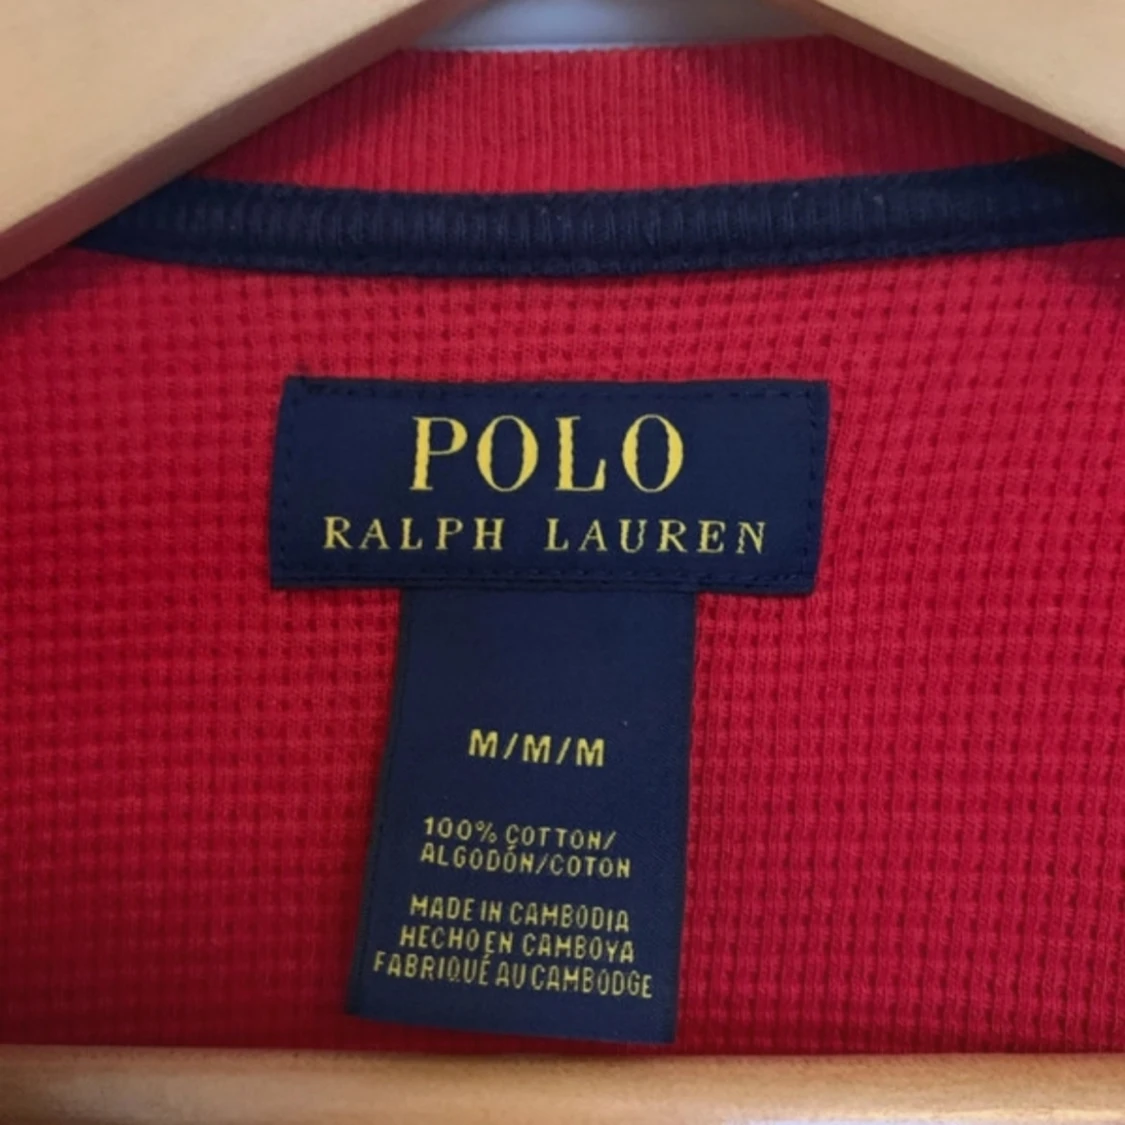 POLO
RALPH LAUREN
M/M/M
100% COTTON/
ALGODÓN/COTON
MADE IN CAMBODIA
HECHO EN CAMBOYA
FABRIQUÉ AU CAMBODGE